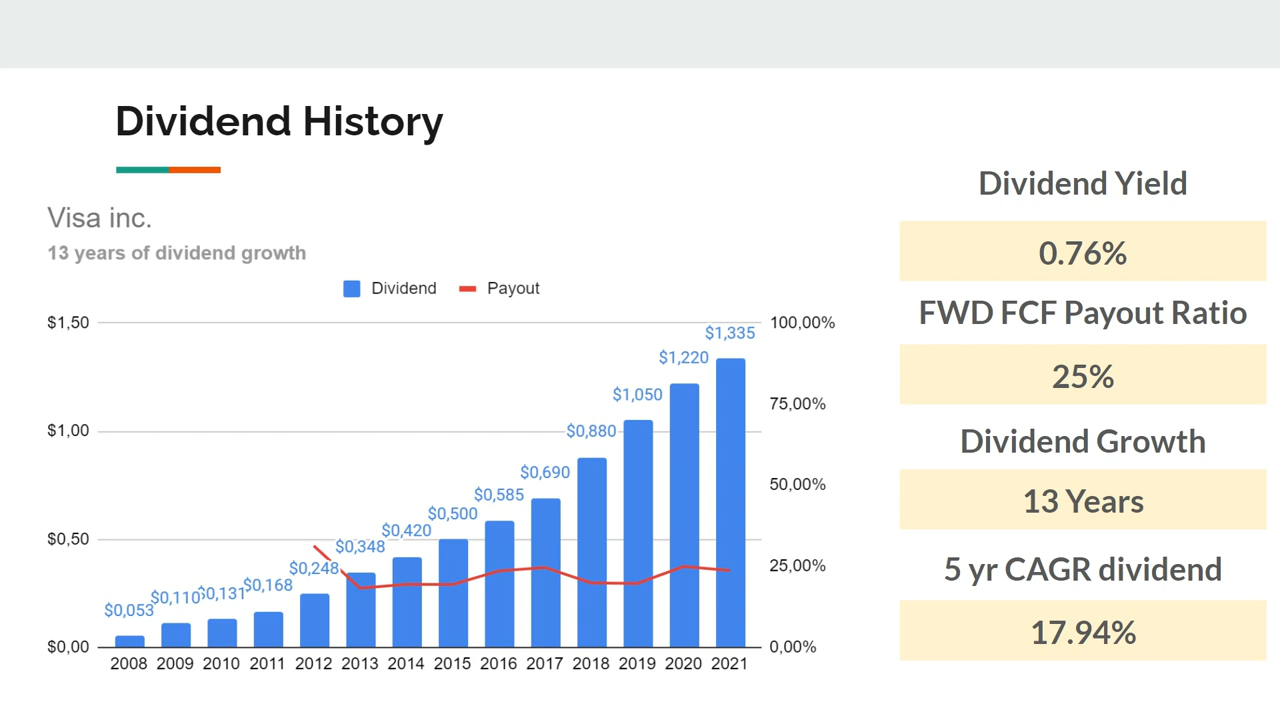 Dividend History
Visa inc.
13 years of dividend growth
Dividend
Payout
$1,50
$1,00
$0,50
$0,00
100,00%
75,00%
50,00%
25,00%
0,00%
$0,053
$0,110
$0,131
$0,168
$0,248
$0,348
$0,420
$0,500
$0,585
$0,690
$0,880
$1,050
$1,220
$1,335
2008 2009 2010 2011 2012 2013 2014 2015 2016 2017 2018 2019 2020 2021
Dividend Yield
0.76%
FWD FCF Payout Ratio
25%
Dividend Growth
13 Years
5 yr CAGR dividend
17.94%